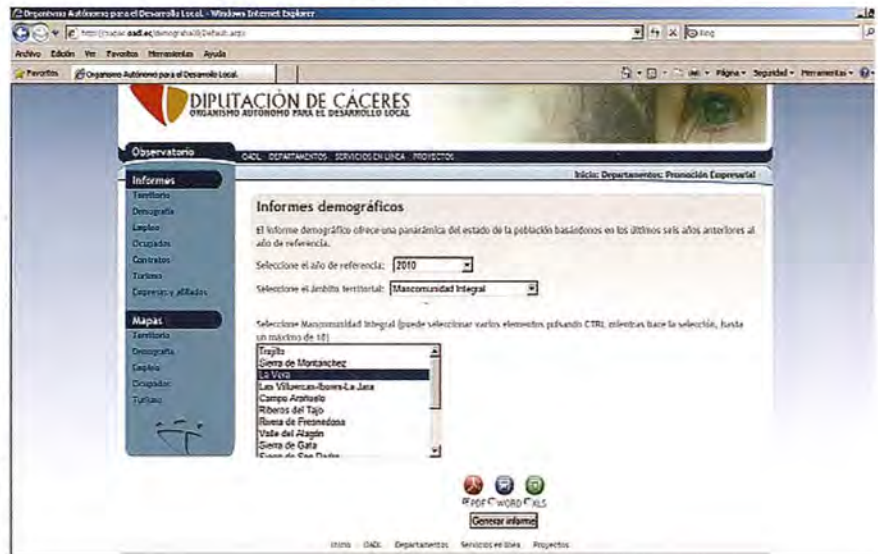 Organismo Autónomo para el Desarrollo Local. - Windows Internet Explorer
Archivo Edición Ver Favoritos Herramientas Ayuda
Favoritos Organismo Autónomo para el Desarrollo Local.
Página Seguridad Herramientas
DIPUTACIÓN DE CÁCERES
ORGANISMO AUTÓNOMO PARA EL DESARROLLO LOCAL
Observatorio
OADL DEPARTAMENTOS SERVICIOS EN LINEA PROYECTOS
Inicio: Departamentos: Promoción Empresarial
Informes
Territorio
Demografía
Empleo
Ocupados
Contratos
Turismo
Empresas y afiliados
Mapas
Territorio
Demografía
Empleo
Ocupados
Turismo
Informes demográficos
El informe demográfico ofrece una panarámica del estado de la población basándonos en los últimos seis años anteriores al
año de referencia.
Seleccione el año de referencia: 2010
Seleccione el ámbito territorial: Mancomunidad Integral
Seleccione Mancomunidad Integral (puede seleccionar varios elementos pulsando CTRL mientras hace la selección, hasta
un máximo de 10)
Trujillo
Sierra de Montánchez
La Vera
Las Villuercas-Ibores-La Jara
Campo Arañuelo
Riberos del Tajo
Rivera de Fresnedosa
Valle del Alagón
Sierra de Gata
Sierra de San Pedro
PDF WORD XLS
Generar informe
Inicio OADL Departamentos Servicios en línea Proyectos